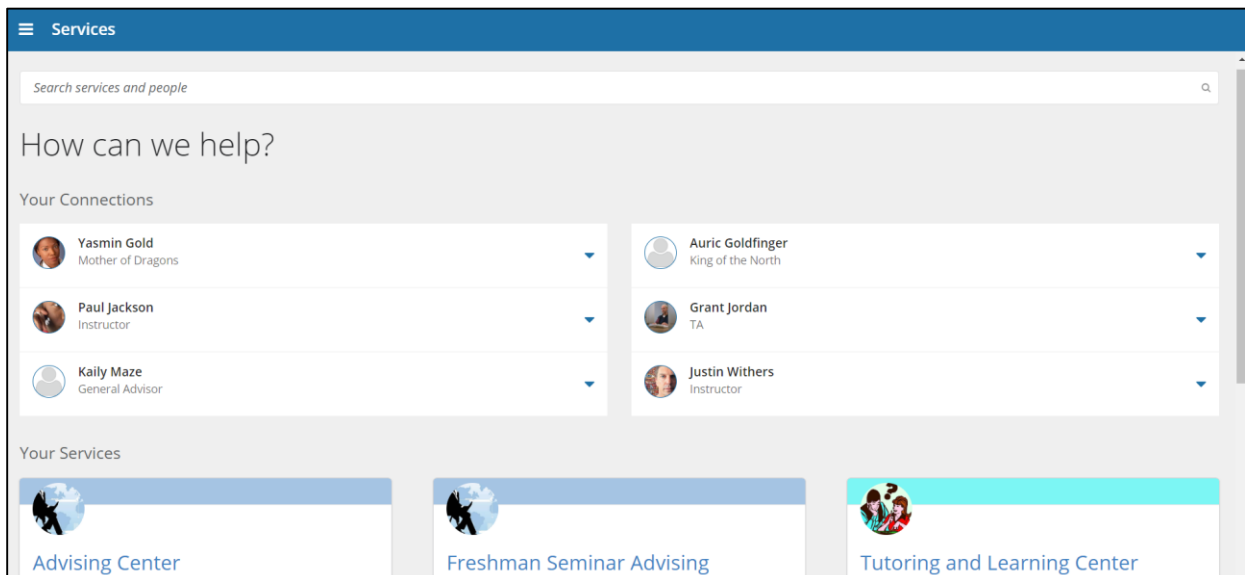 Services
Search services and people
How can we help?
Your Connections
Yasmin Gold
Mother of Dragons
Auric Goldfinger
King of the North
Paul Jackson
Instructor
Grant Jordan
TA
Kaily Maze
General Advisor
Justin Withers
Instructor
Your Services
?
Advising Center
Freshman Seminar Advising
Tutoring and Learning Center